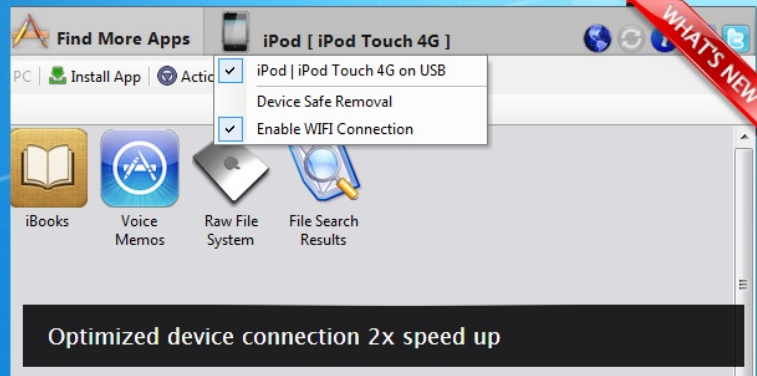 Find More Apps
iPod [ iPod Touch 4G ]
WHAT'S NEW
PC
Install App
iPod | iPod Touch 4G on USB
Device Safe Removal
Enable WIFI Connection
iBooks
Voice
Memos
Raw File
System
File Search
Results
Optimized device connection 2x speed up